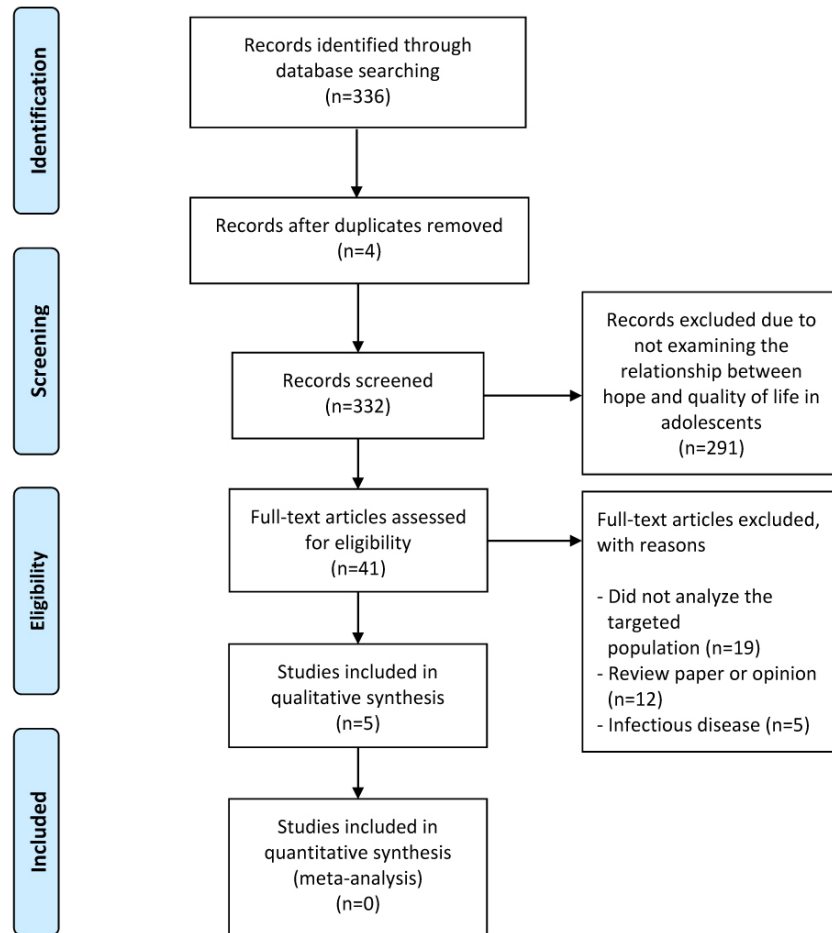 Identification
Records identified through
database searching
(n=336)
Records after duplicates removed
(n=4)
Screening
Records screened
(n=332)
Records excluded due to
not examining the
relationship between
hope and quality of life in
adolescents
(n=291)
Eligibility
Full-text articles assessed
for eligibility
(n=41)
Full-text articles excluded,
with reasons
- Did not analyze the
targeted
population (n=19)
- Review paper or opinion
(n=12)
- Infectious disease (n=5)
Studies included in
qualitative synthesis
(n=5)
Included
Studies included in
quantitative synthesis
(meta-analysis)
(n=0)